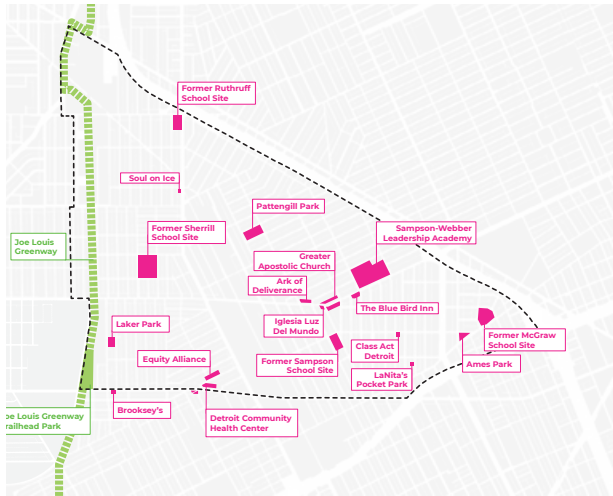 Former Ruthruff
School Site
Soul on Ice
Pattengill Park
Former Sherrill
School Site
Sampson-Webber
Leadership Academy
Joe Louis
Greenway
Greater
Apostolic Church
Ark of
Deliverance
The Blue Bird Inn
Iglesia Luz
Del Mundo
Laker Park
Former McGraw
School Site
Class Act
Detroit
Equity Alliance
Former Sampson
School Site
Ames Park
LaNita's
Pocket Park
Brooksey's
oe Louis Greenway
railhead Park
Detroit Community
Health Center